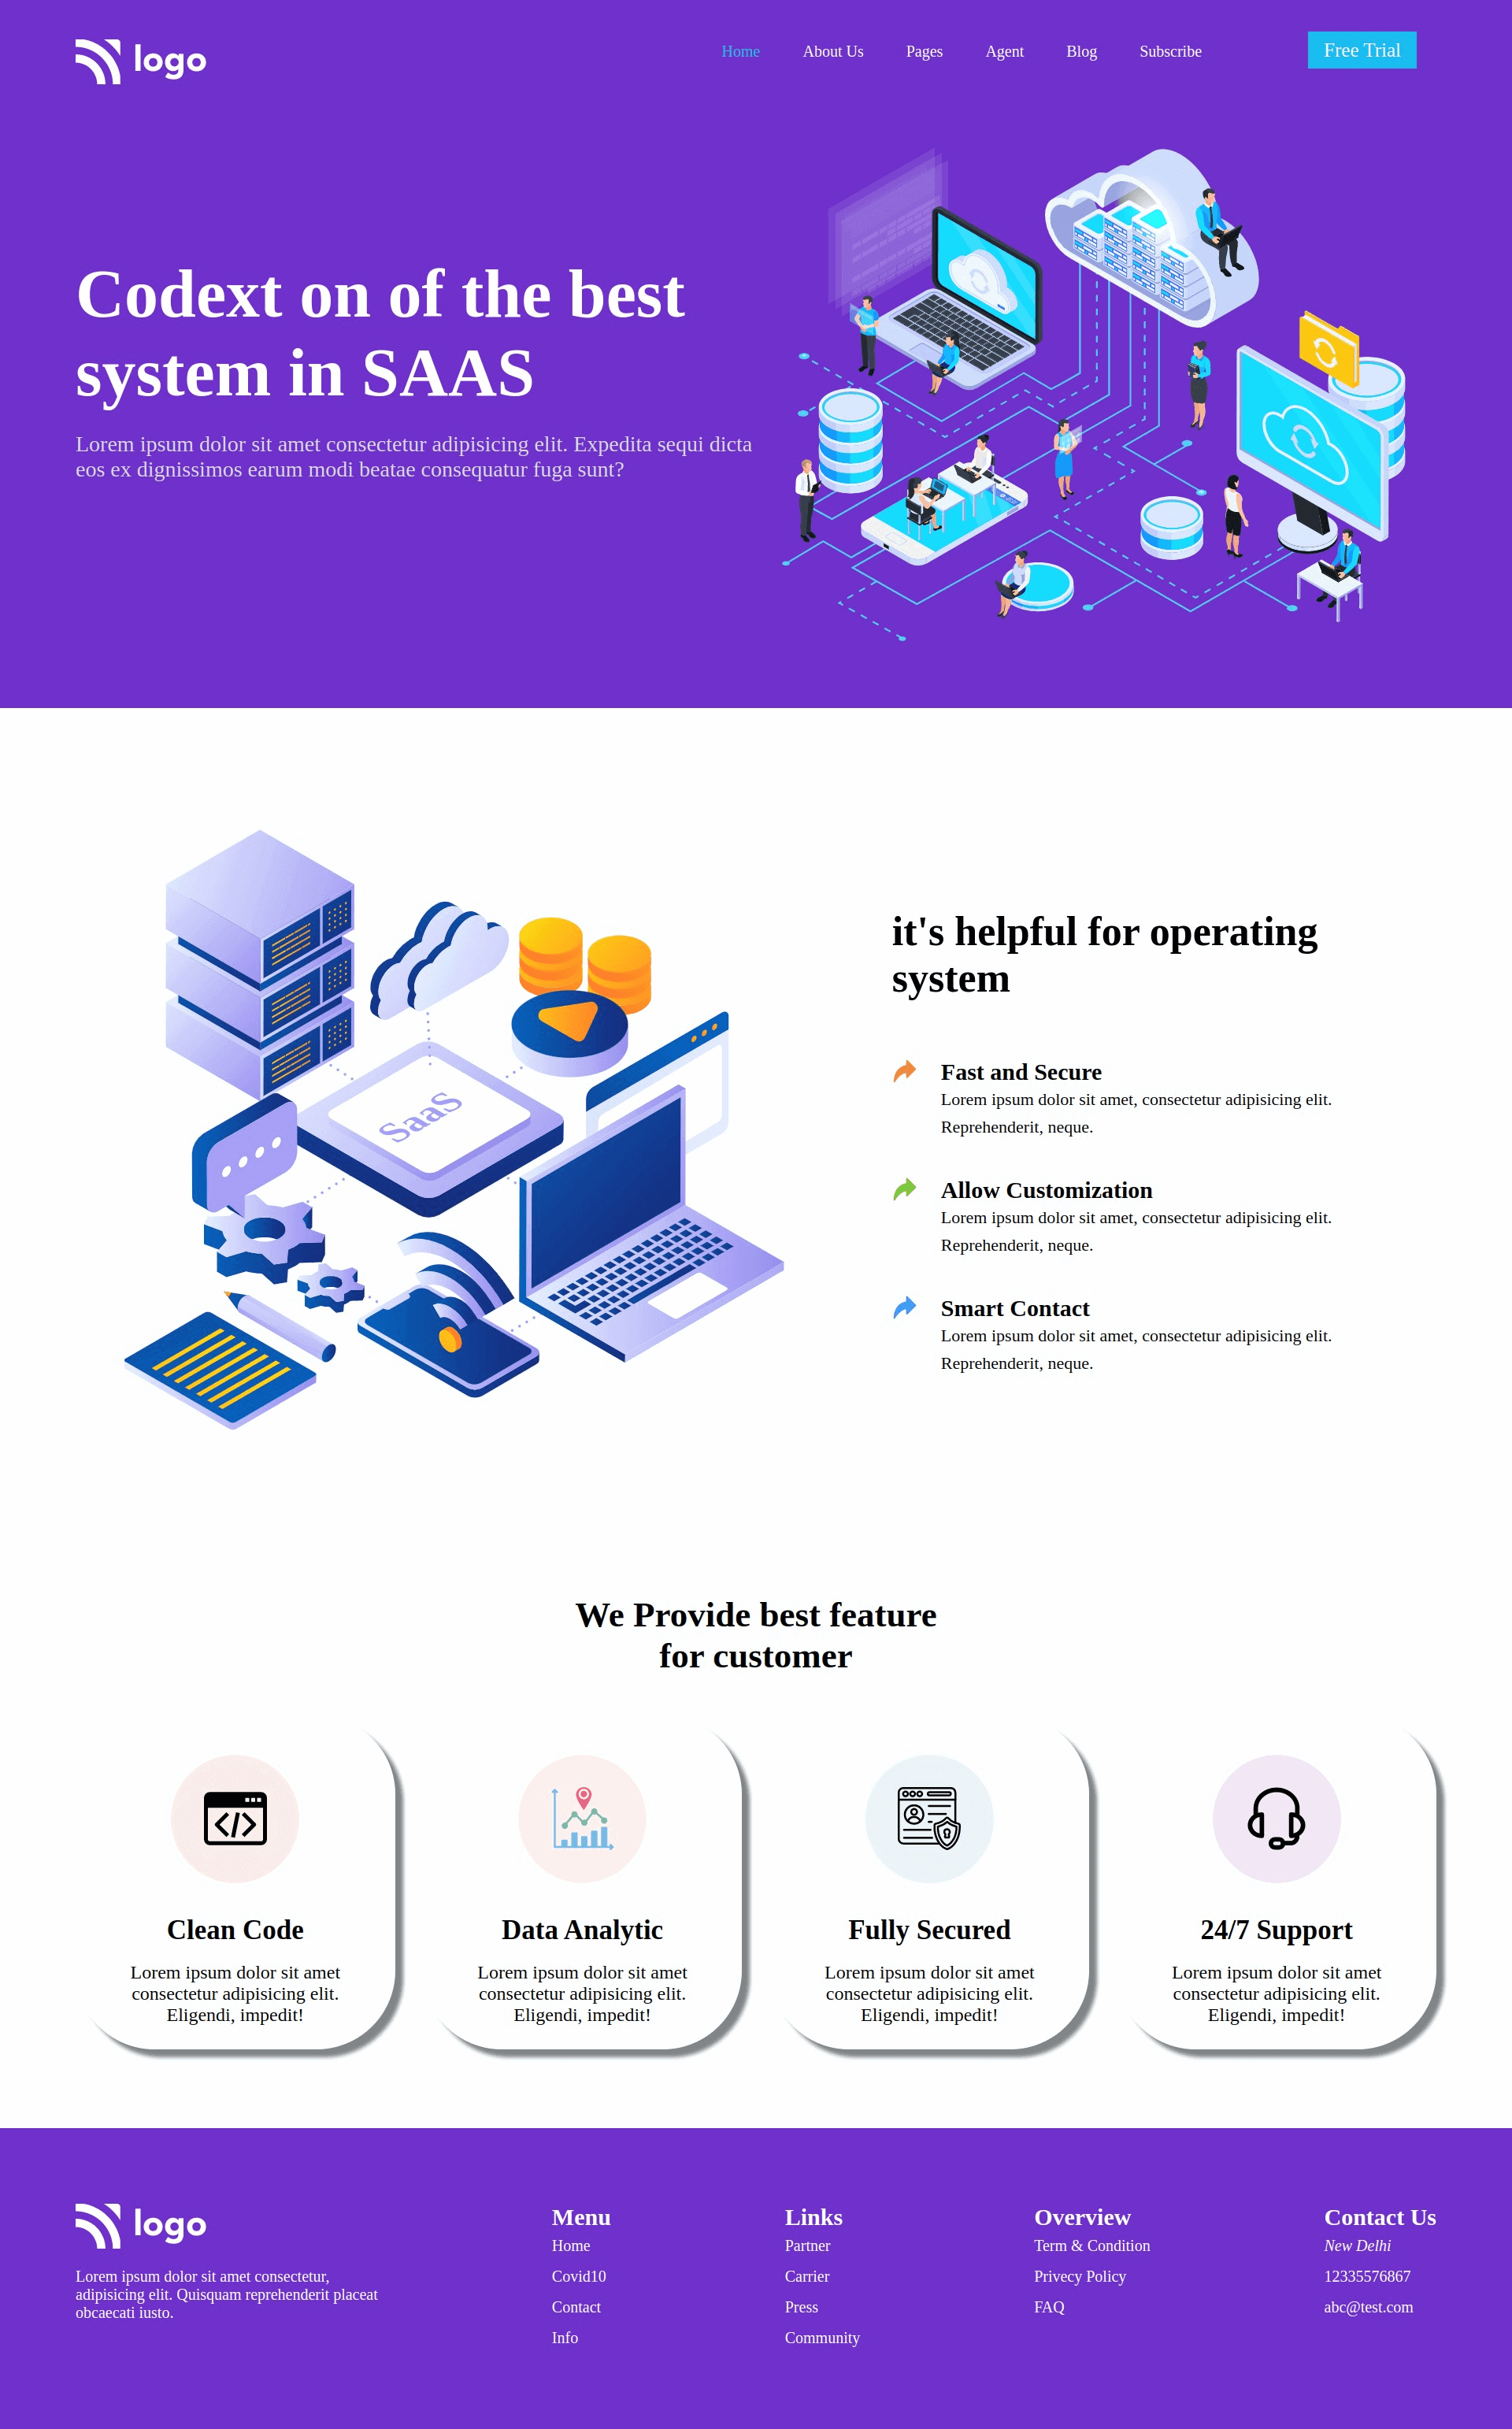 logo
Home About Us Pages Agent Blog Subscribe Free Trial
Codext on of the best
system in SAAS
Lorem ipsum dolor sit amet consectetur adipisicing elit. Expedita sequi dicta
eos ex dignissimos earum modi beatae consequatur fuga sunt?
SaaS
it's helpful for operating
system
Fast and Secure
Lorem ipsum dolor sit amet, consectetur adipisicing elit.
Reprehenderit, neque.
Allow Customization
Lorem ipsum dolor sit amet, consectetur adipisicing elit.
Reprehenderit, neque.
Smart Contact
Lorem ipsum dolor sit amet, consectetur adipisicing elit.
Reprehenderit, neque.
We Provide best feature
for customer
Clean Code
Lorem ipsum dolor sit amet
consectetur adipisicing elit.
Eligendi, impedit!
Data Analytic
Lorem ipsum dolor sit amet
consectetur adipisicing elit.
Eligendi, impedit!
Fully Secured
Lorem ipsum dolor sit amet
consectetur adipisicing elit.
Eligendi, impedit!
24/7 Support
Lorem ipsum dolor sit amet
consectetur adipisicing elit.
Eligendi, impedit!
logo
Lorem ipsum dolor sit amet consectetur,
adipisicing elit. Quisquam reprehenderit placeat
obcaecati iusto.
Menu
Home
Covid10
Contact
Info
Links
Partner
Carrier
Press
Community
Overview
Term & Condition
Privecy Policy
FAQ
Contact Us
New Delhi
12335576867
abc@test.com